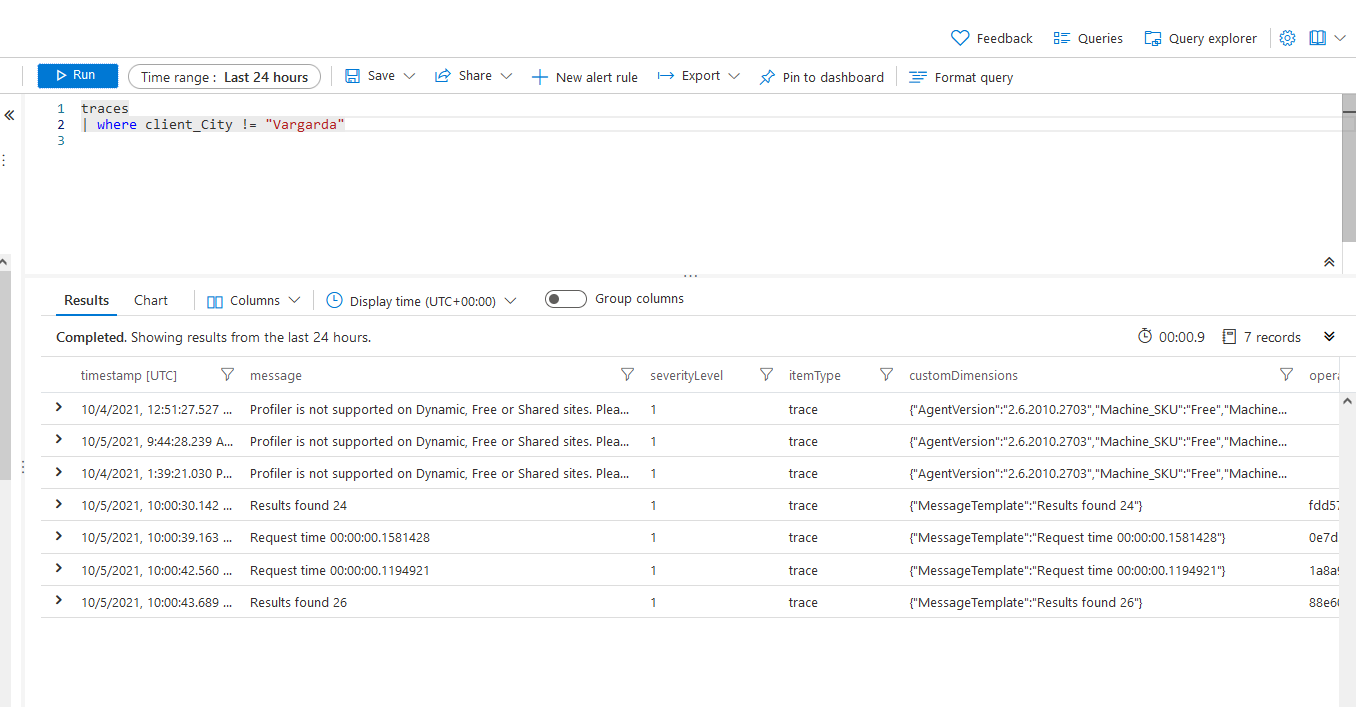 Feedback Queries Query explorer
Run Time range : Last 24 hours Save Share New alert rule Export Pin to dashboard Format query
1 traces
2 | where client_City != "Vargarda"
3
Results Chart Columns Display time (UTC+00:00) Group columns
Completed. Showing results from the last 24 hours. 00:00.9 7 records
timestamp [UTC] message severityLevel itemType customDimensions opera
10/4/2021, 12:51:27.527 ... Profiler is not supported on Dynamic, Free or Shared sites. Plea... 1 trace {"AgentVersion":"2.6.2010.2703","Machine_SKU":"Free","Machine...
10/5/2021, 9:44:28.239 A... Profiler is not supported on Dynamic, Free or Shared sites. Plea... 1 trace {"AgentVersion":"2.6.2010.2703","Machine_SKU":"Free","Machine...
10/4/2021, 1:39:21.030 P... Profiler is not supported on Dynamic, Free or Shared sites. Plea... 1 trace {"AgentVersion":"2.6.2010.2703","Machine_SKU":"Free","Machine...
10/5/2021, 10:00:30.142 ... Results found 24 1 trace {"MessageTemplate":"Results found 24"} fdd57
10/5/2021, 10:00:39.163 ... Request time 00:00:00.1581428 1 trace {"MessageTemplate":"Request time 00:00:00.1581428"} 0e7d
10/5/2021, 10:00:42.560 ... Request time 00:00:00.1194921 1 trace {"MessageTemplate":"Request time 00:00:00.1194921"} 1a8a9
10/5/2021, 10:00:43.689 ... Results found 26 1 trace {"MessageTemplate":"Results found 26"} 88e60